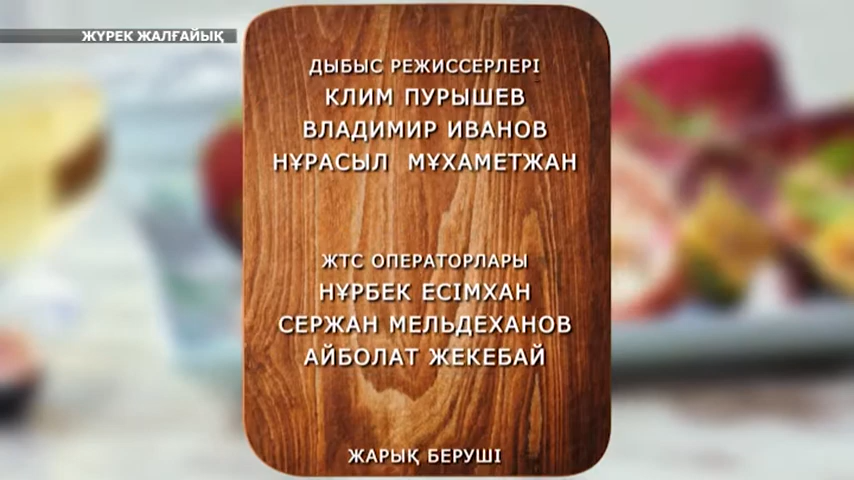 ЖҮРЕК ЖАЛҒАЙЫҚ
ДЫБЫС РЕЖИССЕРЛЕРІ
КЛИМ ПУРЫШЕВ
ВЛАДИМИР ИВАНОВ
НҰРАСЫЛ МҰХАМЕТЖАН
ЖТС ОПЕРАТОРЛАРЫ
НҰРБЕК ЕСІМХАН
СЕРЖАН МЕЛЬДЕХАНОВ
АЙБОЛАТ ЖЕКЕБАЙ
ЖАРЫҚ БЕРУШІ